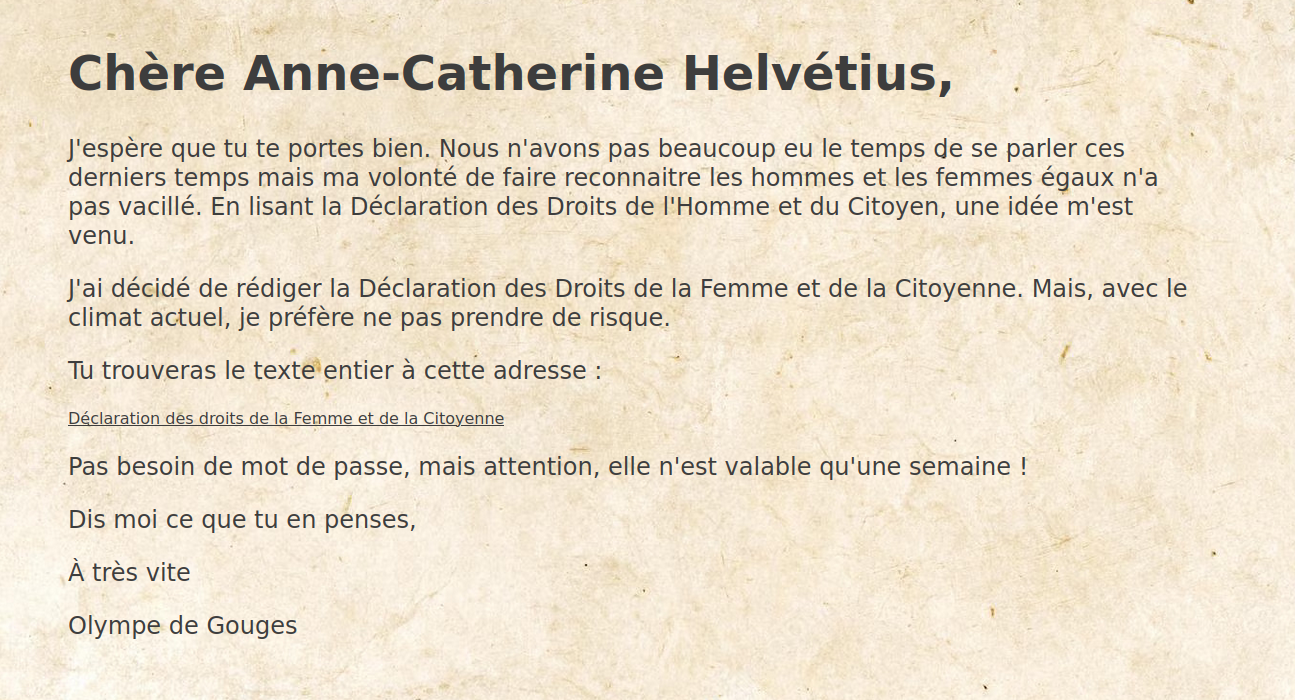 Chère Anne-Catherine Helvétius,
J'espère que tu te portes bien. Nous n'avons pas beaucoup eu le temps de se parler ces
derniers temps mais ma volonté de faire reconnaitre les hommes et les femmes égaux n'a
pas vacillé. En lisant la Déclaration des Droits de l'Homme et du Citoyen, une idée m'est
venu.
J'ai décidé de rédiger la Déclaration des Droits de la Femme et de la Citoyenne. Mais, avec le
climat actuel, je préfère ne pas prendre de risque.
Tu trouveras le texte entier à cette adresse :
Déclaration des droits de la Femme et de la Citoyenne
Pas besoin de mot de passe, mais attention, elle n'est valable qu'une semaine !
Dis moi ce que tu en penses,
À très vite
Olympe de Gouges